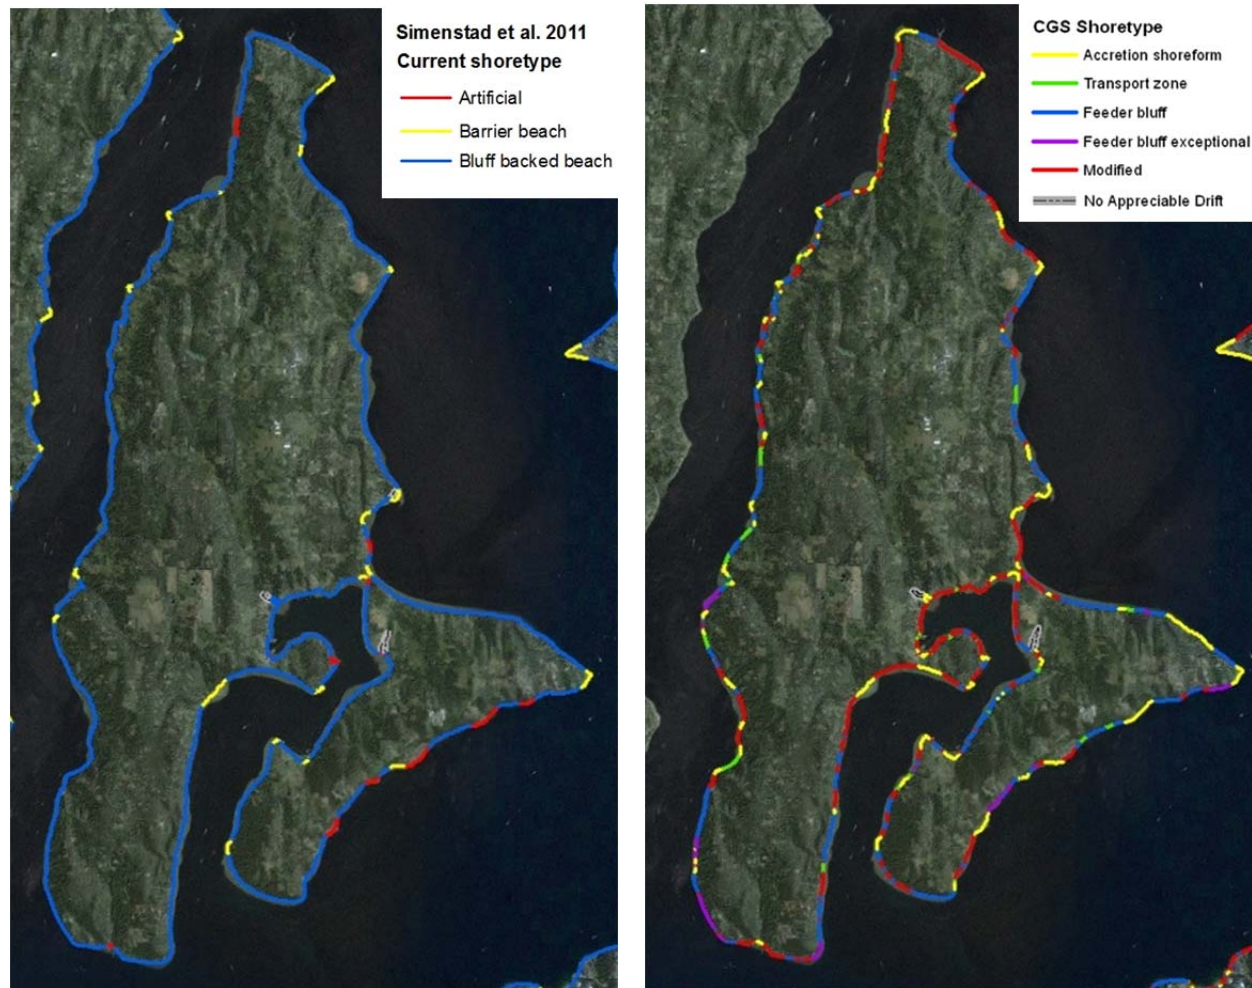 Simenstad et al. 2011
Current shoretype
Artificial
Barrier beach
Bluff backed beach
CGS Shoretype
Accretion shoreform
Transport zone
Feeder bluff
Feeder bluff exceptional
Modified
No Appreciable Drift